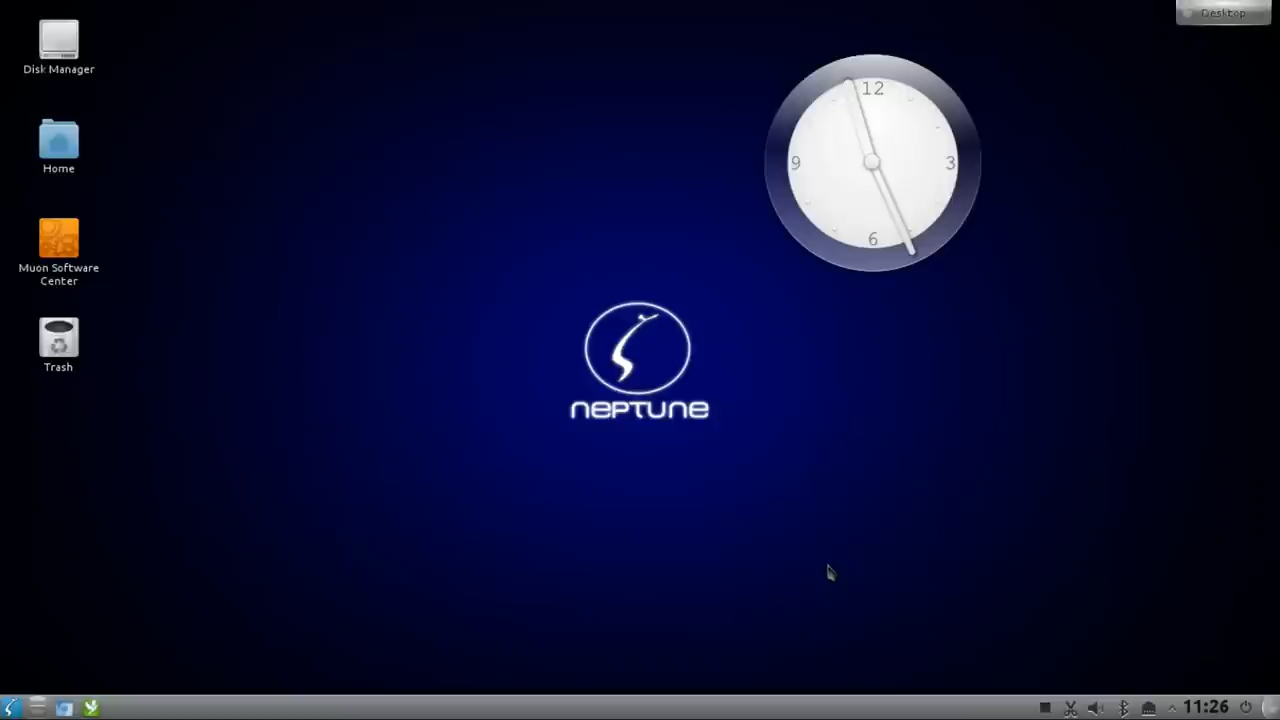 Desktop
Disk Manager
Home
Muon Software
Center
Trash
12
9
3
6
NEPTUNE
11:26